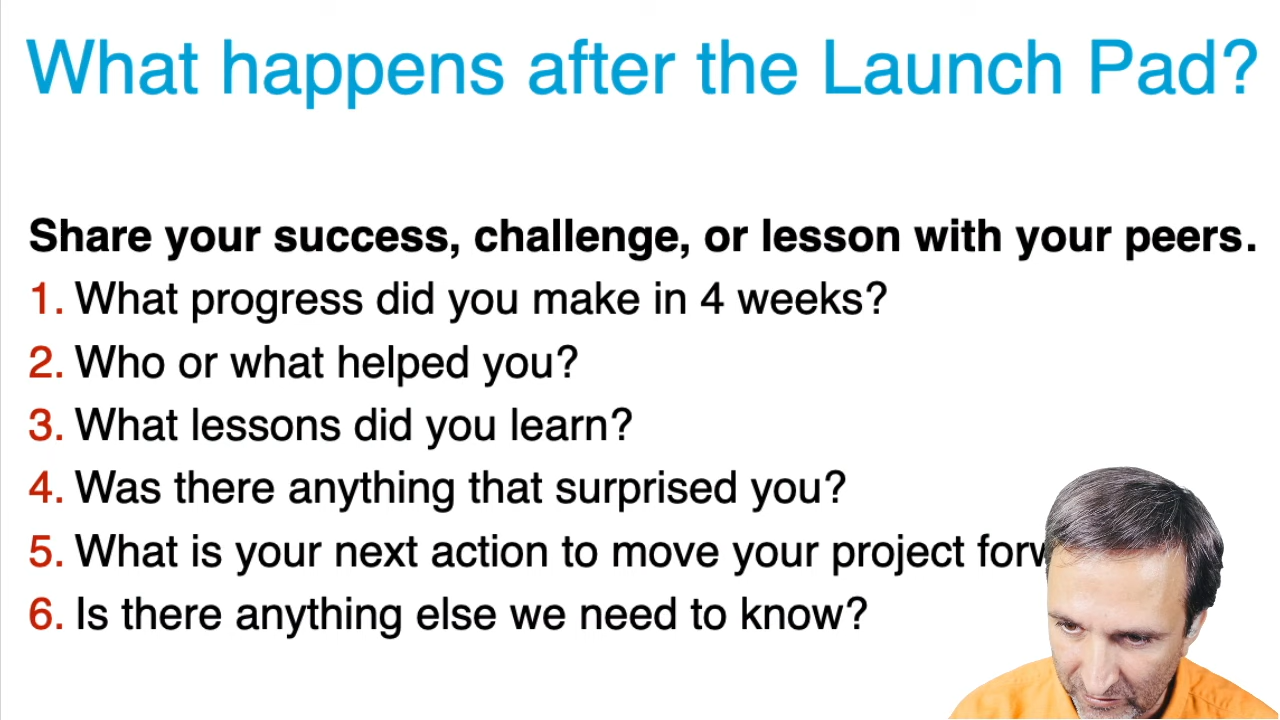 What happens after the Launch Pad?
Share your success, challenge, or lesson with your peers.
1. What progress did you make in 4 weeks?
2. Who or what helped you?
3. What lessons did you learn?
4. Was there anything that surprised you?
5. What is your next action to move your project
6. Is there anything else we need to know?